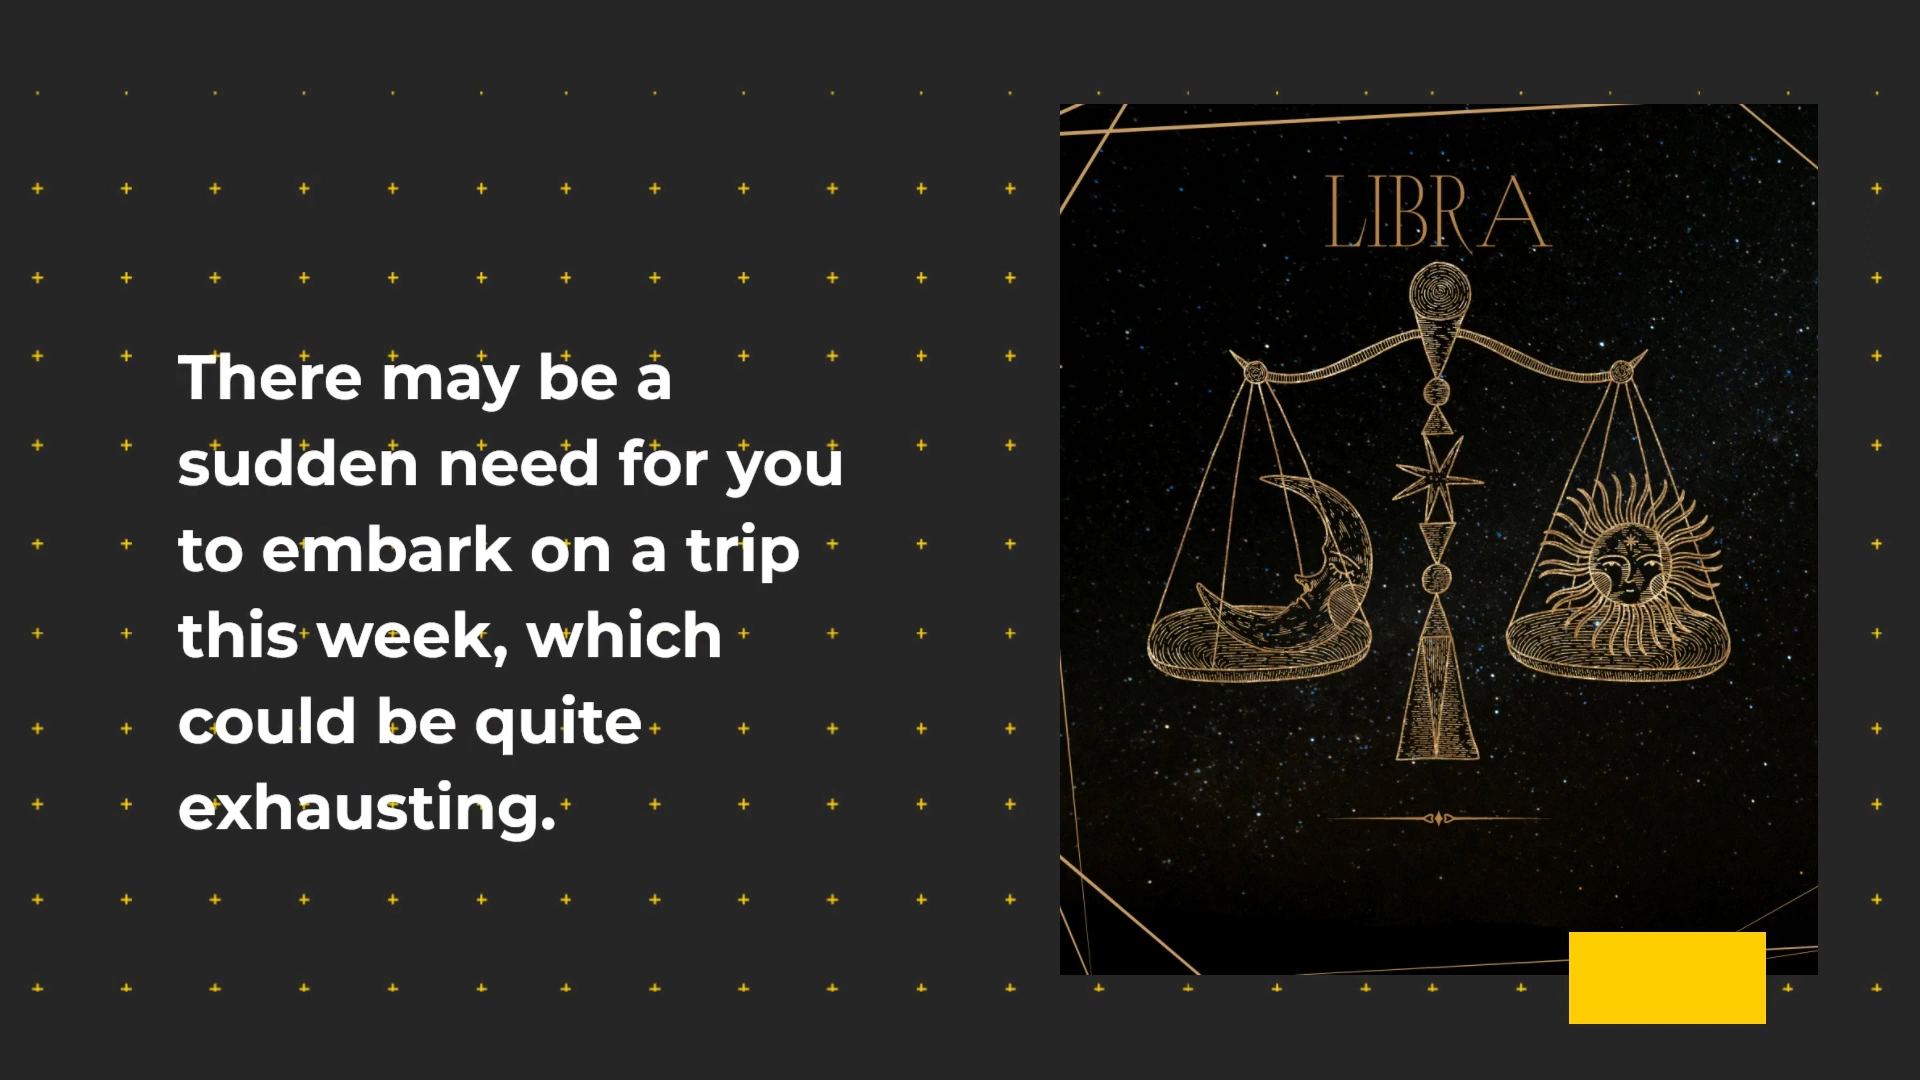 There may be a
sudden need for you
to embark on a trip
this week, which
could be quite
exhausting.
LIBRA